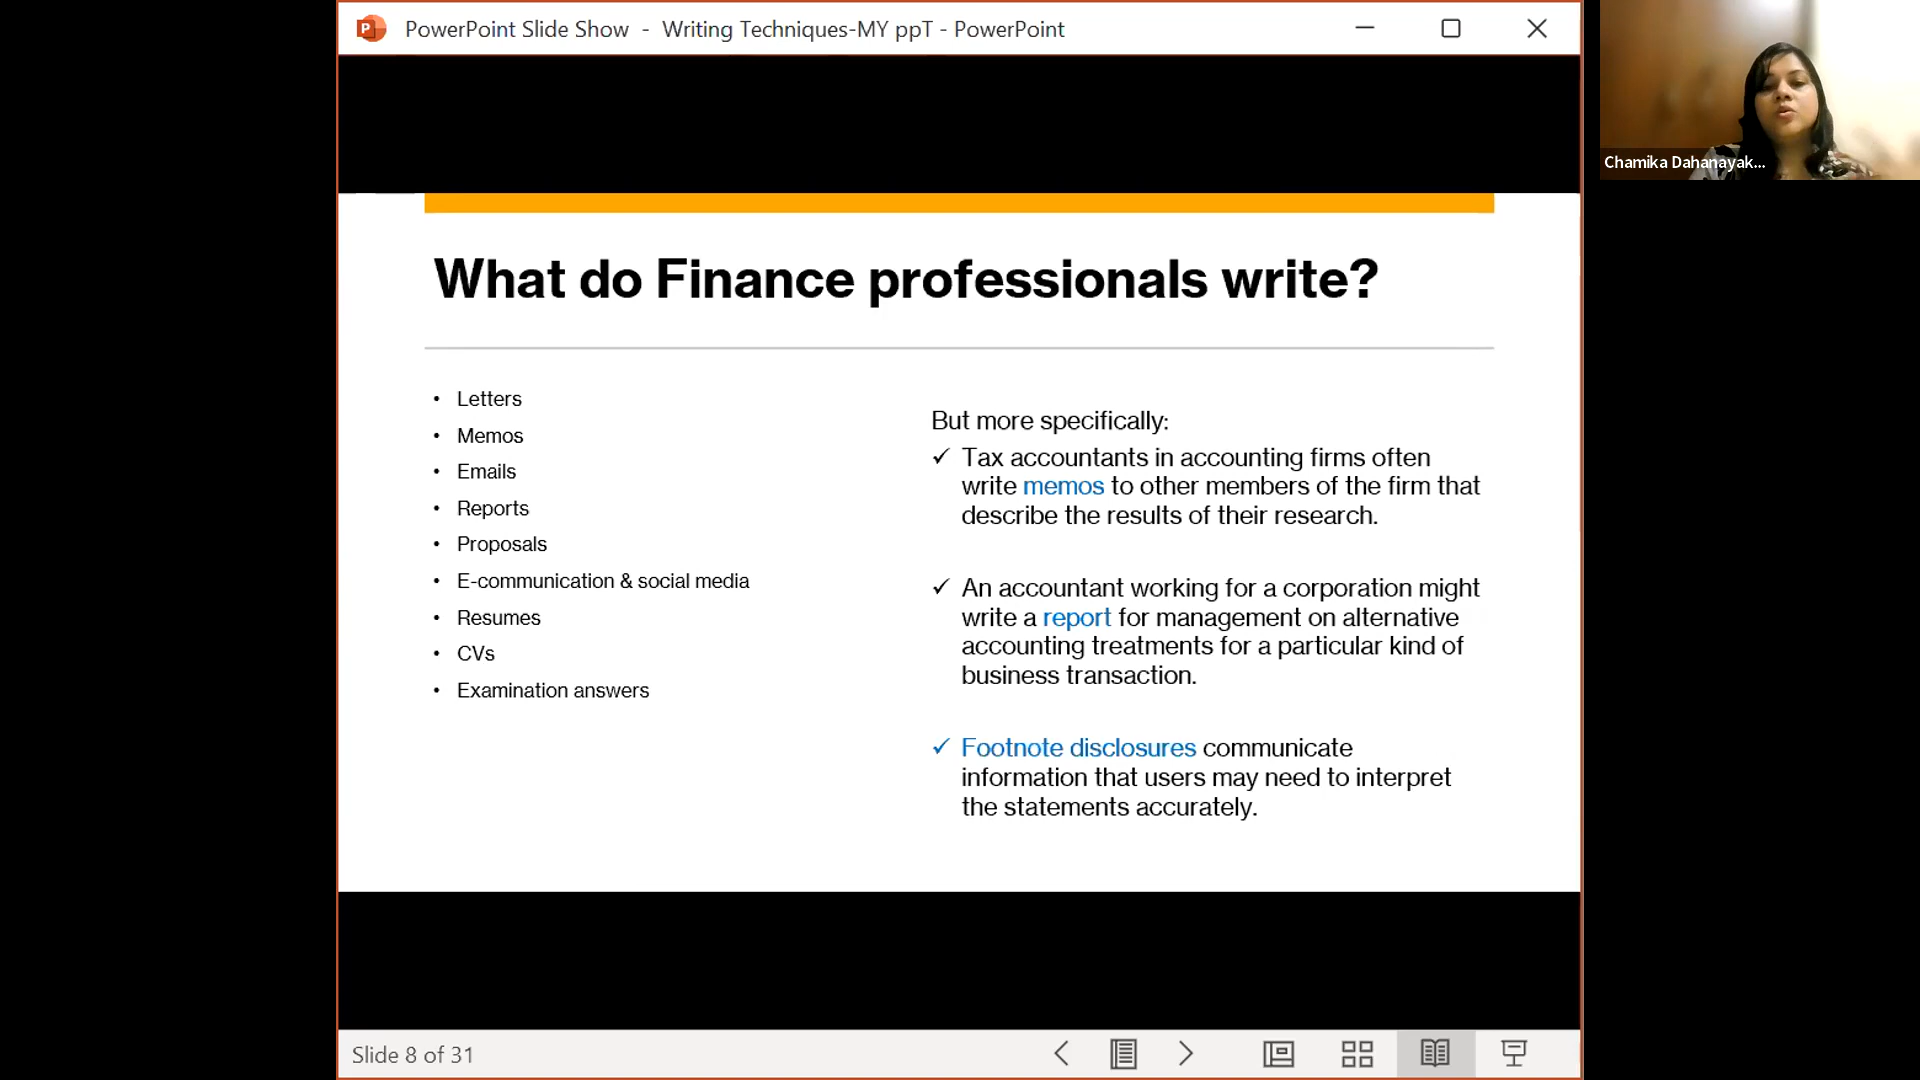 PowerPoint Slide Show - Writing Techniques-MY ppT - PowerPoint
Chamika Dahanayak...
What do Finance professionals write?
• Letters
• Memos
• Emails
• Reports
• Proposals
• E-communication & social media
• Resumes
• CVs
• Examination answers
But more specifically:
✓ Tax accountants in accounting firms often
write memos to other members of the firm that
describe the results of their research.
✓ An accountant working for a corporation might
write a report for management on alternative
accounting treatments for a particular kind of
business transaction.
✓ Footnote disclosures communicate
information that users may need to interpret
the statements accurately.
Slide 8 of 31